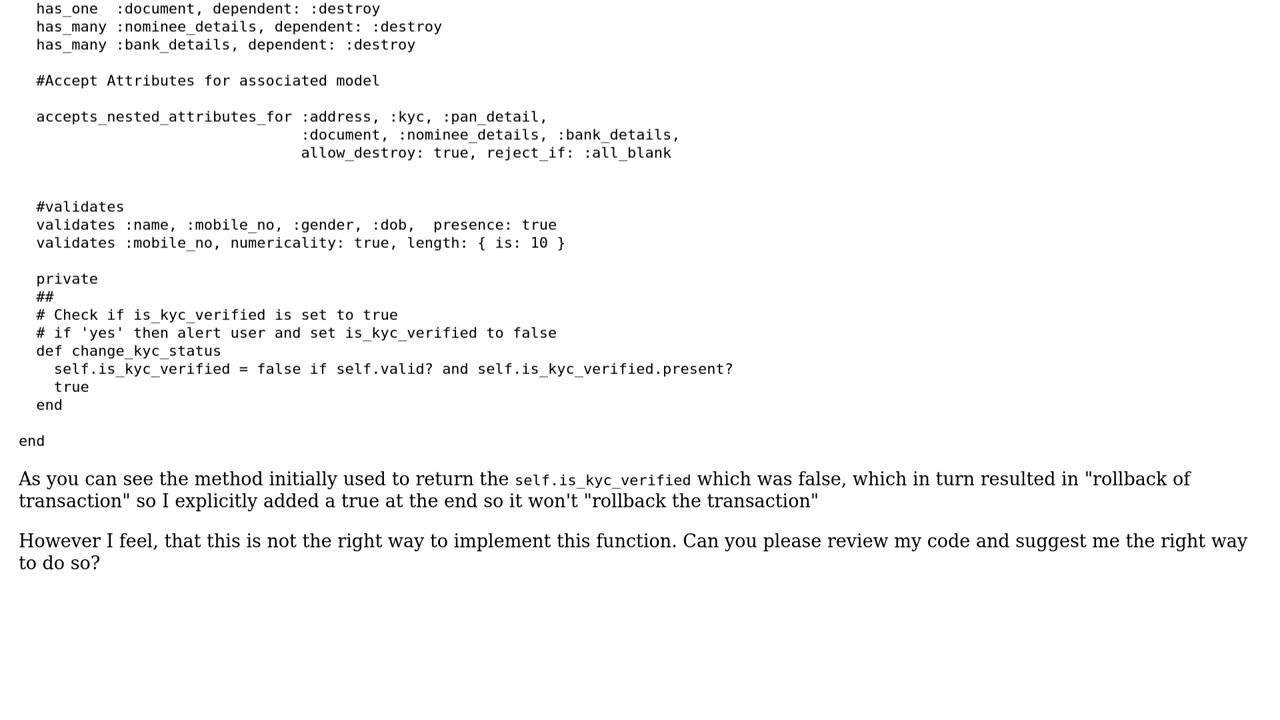 has_one  :document, dependent: :destroy
has_many :nominee_details, dependent: :destroy
has_many :bank_details, dependent: :destroy
#Accept Attributes for associated model
accepts_nested_attributes_for :address, :kyc, :pan_detail,
:document, :nominee_details, :bank_details,
allow_destroy: true, reject_if: :all_blank
#validates
validates :name, :mobile_no, :gender, :dob,  presence: true
validates :mobile_no, numericality: true, length: { is: 10 }
private
##
# Check if is_kyc_verified is set to true
# if 'yes' then alert user and set is_kyc_verified to false
def change_kyc_status
self.is_kyc_verified = false if self.valid? and self.is_kyc_verified.present?
true
end
end
As you can see the method initially used to return the self.is_kyc_verified which was false, which in turn resulted in "rollback of
transaction" so I explicitly added a true at the end so it won't "rollback the transaction"
However I feel, that this is not the right way to implement this function. Can you please review my code and suggest me the right way
to do so?